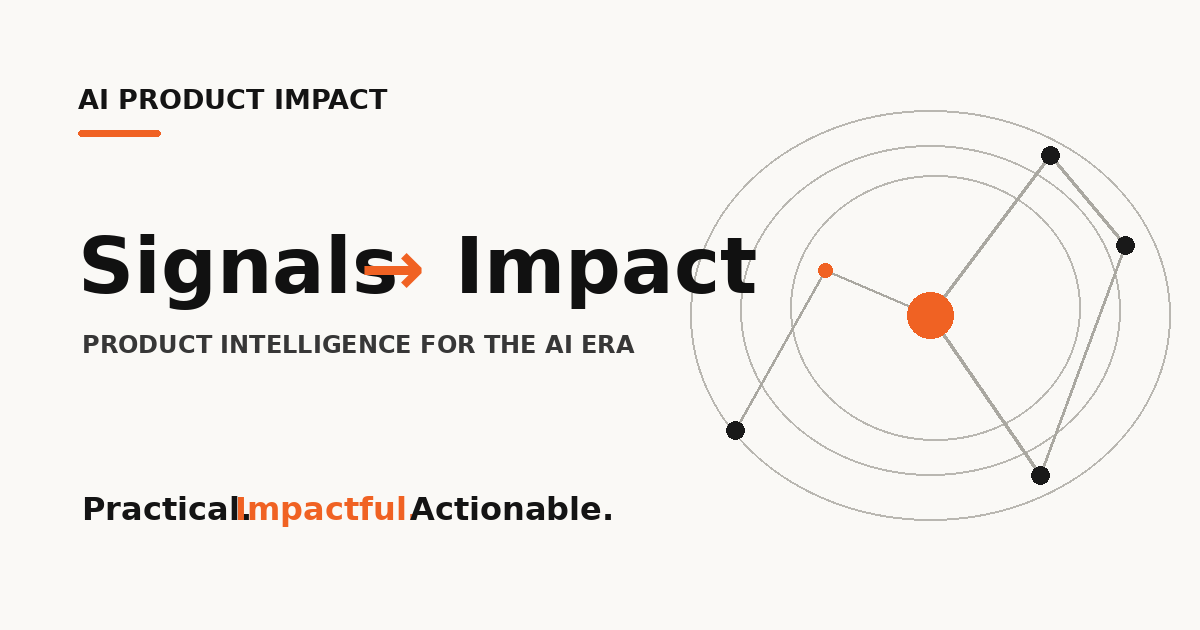 AI PRODUCT IMPACT
Signals → Impact
PRODUCT INTELLIGENCE FOR THE AI ERA
Practical. Impactful. Actionable.